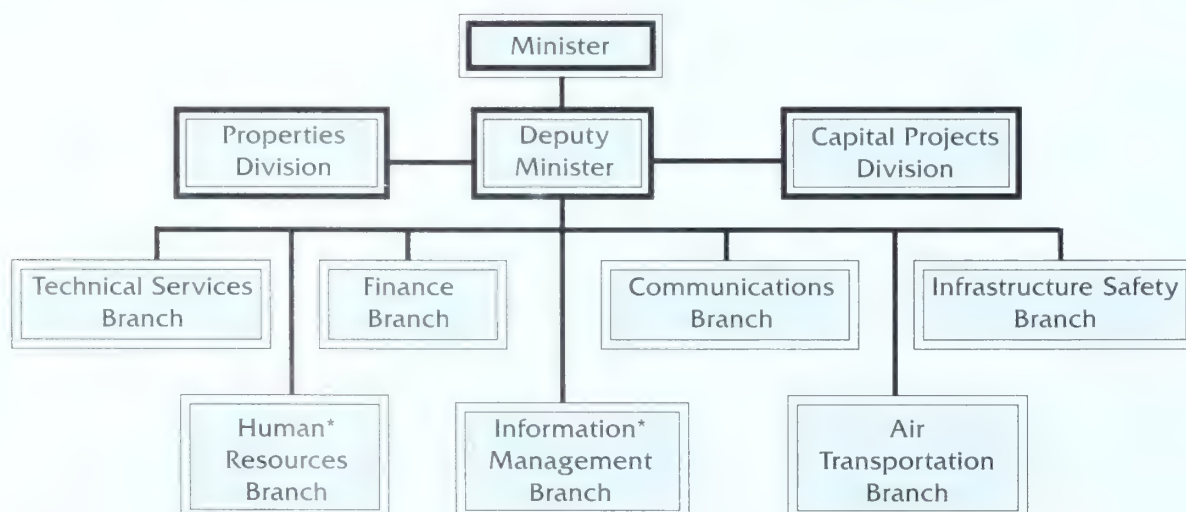 Minister
Properties
Division
Deputy
Minister
Capital Projects
Division
Technical Services
Branch
Finance
Branch
Communications
Branch
Infrastructure Safety
Branch
Human*
Resources
Branch
Information*
Management
Branch
Air
Transportation
Branch